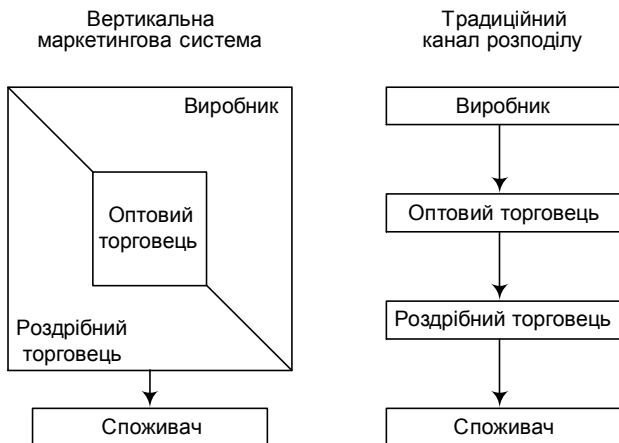 Вертикальна
маркетингова система
Виробник
Оптовий
торговець
Роздрібний
торговець
Споживач
Традиційний
канал розподілу
Виробник
Оптовий торговець
Роздрібний торговець
Споживач